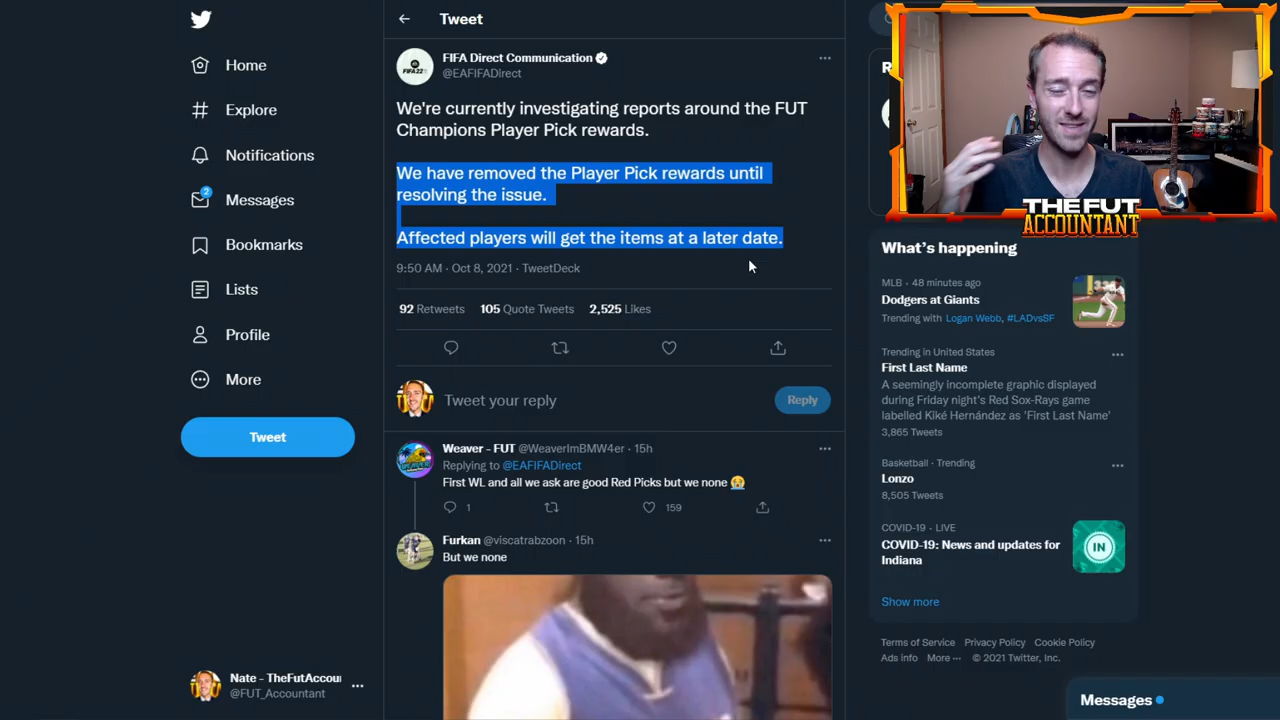 Tweet
FIFA Direct Communication
@EAFIFADirect
We're currently investigating reports around the FUT
Champions Player Pick rewards.
We have removed the Player Pick rewards until
resolving the issue.
Affected players will get the items at a later date.
9:50 AM · Oct 8, 2021 · TweetDeck
92 Retweets 105 Quote Tweets 2,525 Likes
Tweet your reply
Reply
Weaver - FUT @WeaverImBMW4er · 15h
Replying to @EAFIFADirect
First WL and all we ask are good Red Picks but we none 😭
1
159
Furkan @viscatrabzoon · 15h
But we none
Home
Explore
Notifications
2
Messages
Bookmarks
Lists
Profile
More
Tweet
Nate - TheFutAccou
@FUT_Accountant
FIFA22
THE FUT
ACCOUNTANT
What's happening
MLB · 48 minutes ago
Dodgers at Giants
Trending with Logan Webb, #LADvsSF
Trending in United States
First Last Name
A seemingly incomplete graphic displayed
during Friday night's Red Sox-Rays game
labelled Kiké Hernández as 'First Last Name'
3,865 Tweets
Basketball · Trending
Lonzo
8,505 Tweets
COVID-19 · LIVE
COVID-19: News and updates for
Indiana
IN
Show more
Terms of Service Privacy Policy Cookie Policy
Ads info More ··· © 2021 Twitter, Inc.
Messages